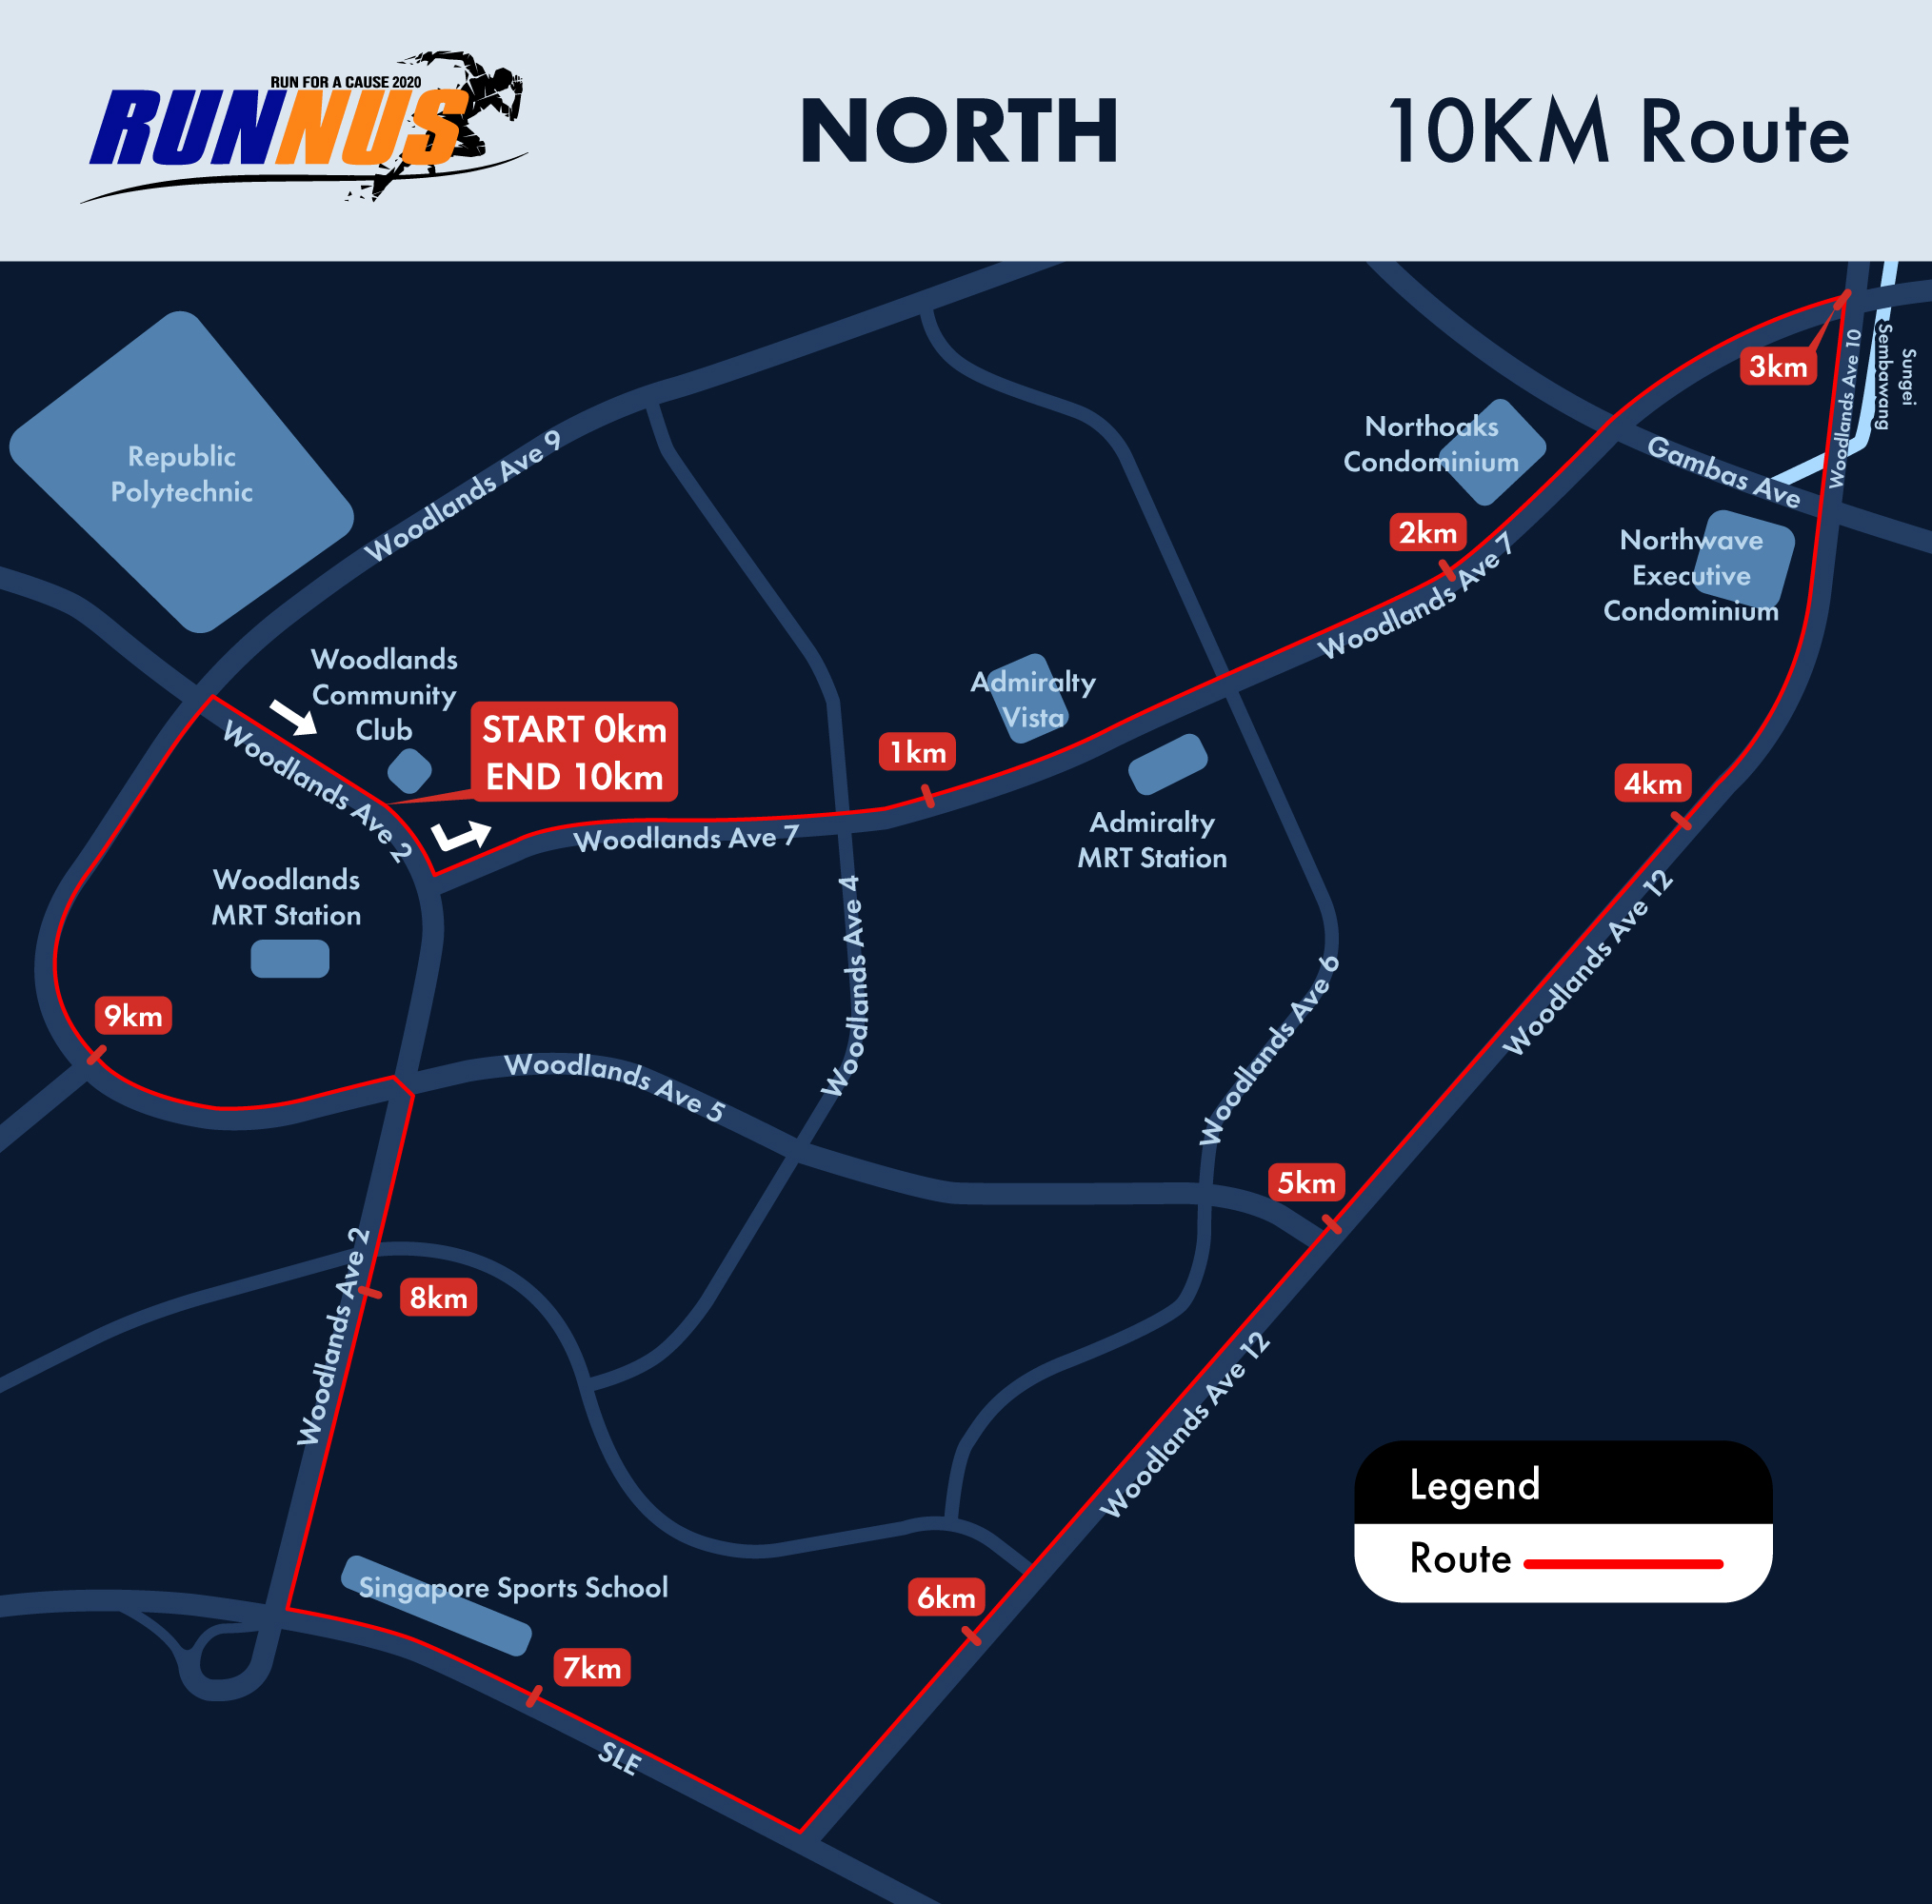 RUN FOR A CAUSE 2020
RUNNUS
NORTH
10KM Route
Republic
Polytechnic
Woodlands Ave 9
Woodlands
Community
Club
START 0km
END 10km
Woodlands Ave 2
Woodlands
MRT Station
Woodlands Ave 7
1km
Admiralty
Vista
Admiralty
MRT Station
Northoaks
Condominium
2km
Woodlands Ave 7
Gambas Ave
3km
Woodlands Ave 10
Sungei
Sembawang
Northwave
Executive
Condominium
4km
Woodlands Ave 12
Woodlands Ave 4
Woodlands Ave 6
9km
Woodlands Ave 5
5km
Woodlands Ave 2
8km
Woodlands Ave 12
6km
Singapore Sports School
7km
SLE
Legend
Route